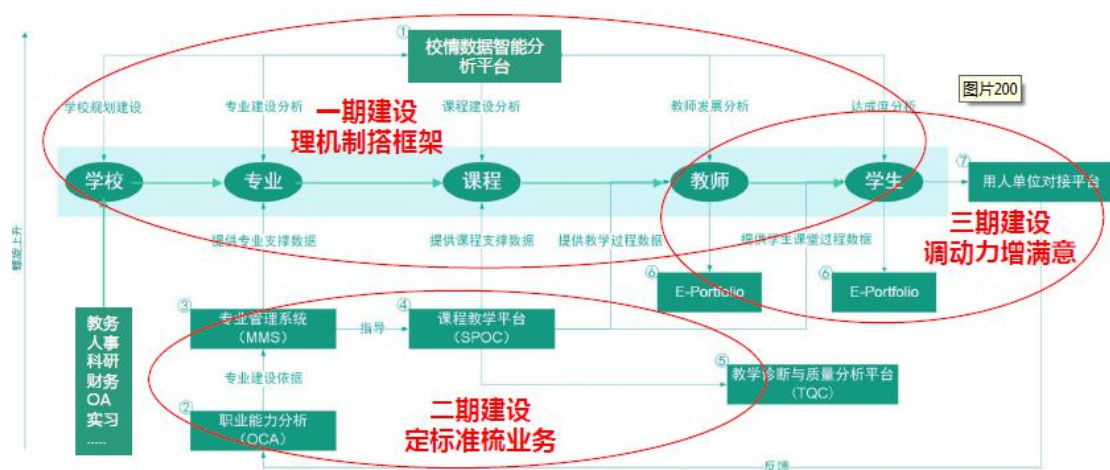 ①
校情数据智能分
析平台
图片200
学校规划建设
专业建设分析
课程建设分析
教师发展分析
达成度分析
一期建设
理机制搭框架
学校
专业
课程
教师
学生
⑦
用人单位对接平台
螺旋上升
提供专业支撑数据
提供课程支撑数据
提供教学过程数据
提供学生课堂过程数据
三期建设
调动力增满意
⑥
E-Portfolio
⑥
E-Portfolio
教务
人事
科研
财务
OA
实习
.....
③
专业管理系统
（MMS）
指导
④
课程教学平台
（SPOC）
⑤
教学诊断与质量分析平台
（TQC）
专业建设依据
②
职业能力分析
（OCA）
二期建设
定标准梳业务
反馈